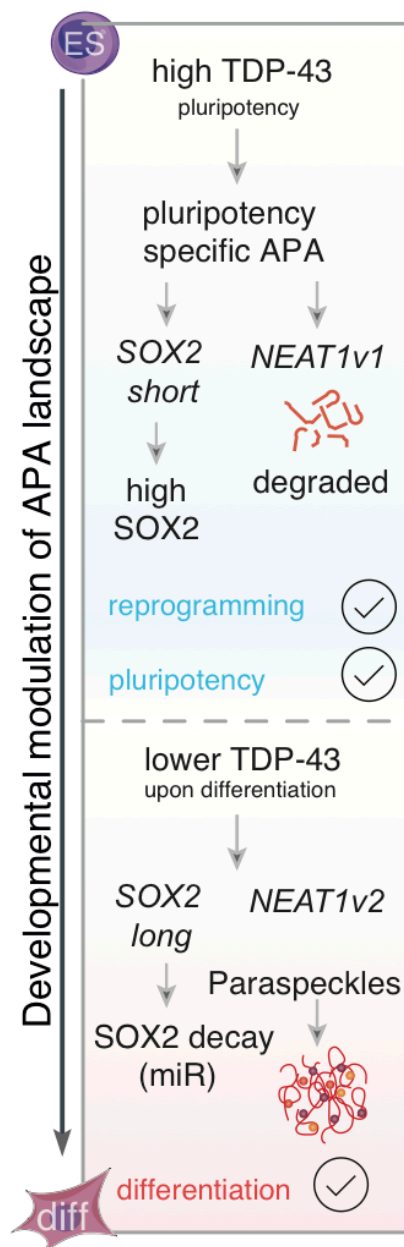 ES
Developmental modulation of APA landscape
high TDP-43
pluripotency
pluripotency
specific APA
SOX2
short
NEAT1v1
high
SOX2
degraded
reprogramming
pluripotency
lower TDP-43
upon differentiation
SOX2
long
NEAT1v2
Paraspeckles
SOX2 decay
(miR)
differentiation
diff